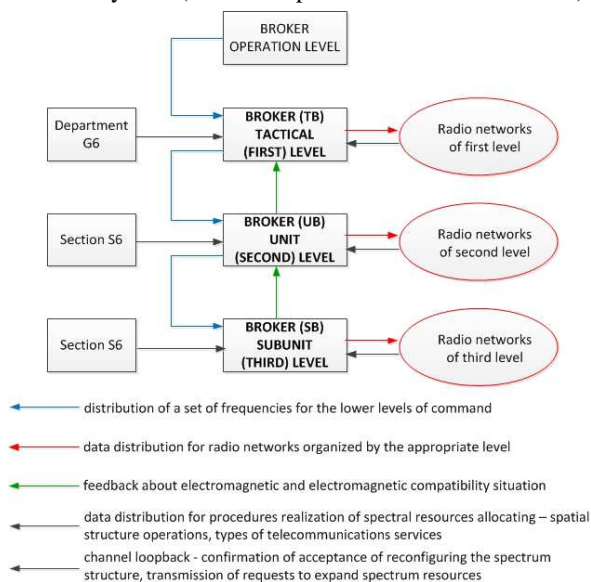 BROKER
OPERATION LEVEL
Department
G6
BROKER (TB)
TACTICAL
(FIRST) LEVEL
Radio networks
of first level
Section S6
BROKER (UB)
UNIT
(SECOND) LEVEL
Radio networks
of second level
Section S6
BROKER (SB)
SUBUNIT
(THIRD) LEVEL
Radio networks
of third level
distribution of a set of frequencies for the lower levels of command
data distribution for radio networks organized by the appropriate level
feedback about electromagnetic and electromagnetic compatibility situation
data distribution for procedures realization of spectral resources allocating – spatial
structure operations, types of telecommunications services
channel loopback - confirmation of acceptance of reconfiguring the spectrum
structure, transmission of requests to expand spectrum resources